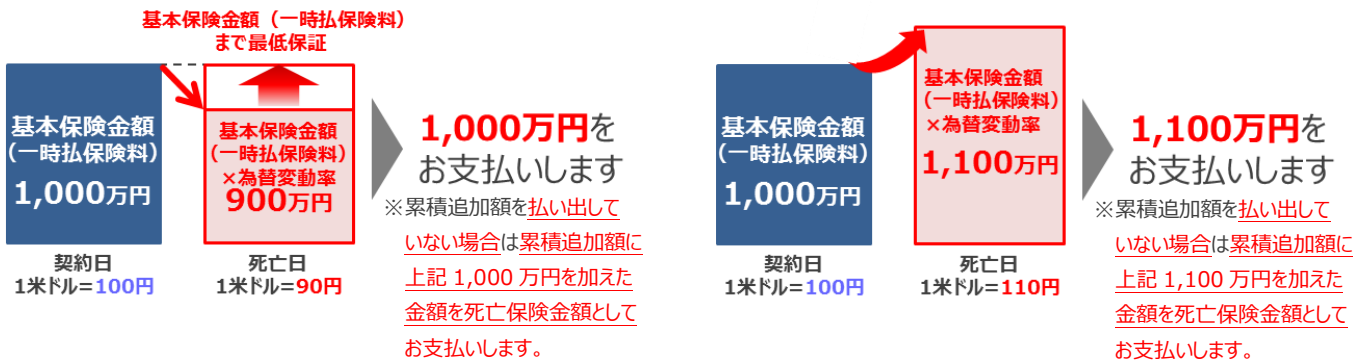 基本保険金額（一時払保険料）
まで最低保証
基本保険金額
（一時払保険料）
1,000万円
基本保険金額
（一時払保険料）
×為替変動率
900万円
契約日
1米ドル=100円
死亡日
1米ドル=90円
1,000万円を
お支払いします
※累積追加額を払い出して
いない場合は累積追加額に
上記 1,000 万円を加えた
金額を死亡保険金額として
お支払いします。
基本保険金額
（一時払保険料）
1,000万円
基本保険金額
（一時払保険料）
×為替変動率
1,100万円
契約日
1米ドル=100円
死亡日
1米ドル=110円
1,100万円を
お支払いします
※累積追加額を払い出して
いない場合は累積追加額に
上記 1,100 万円を加えた
金額を死亡保険金額として
お支払いします。